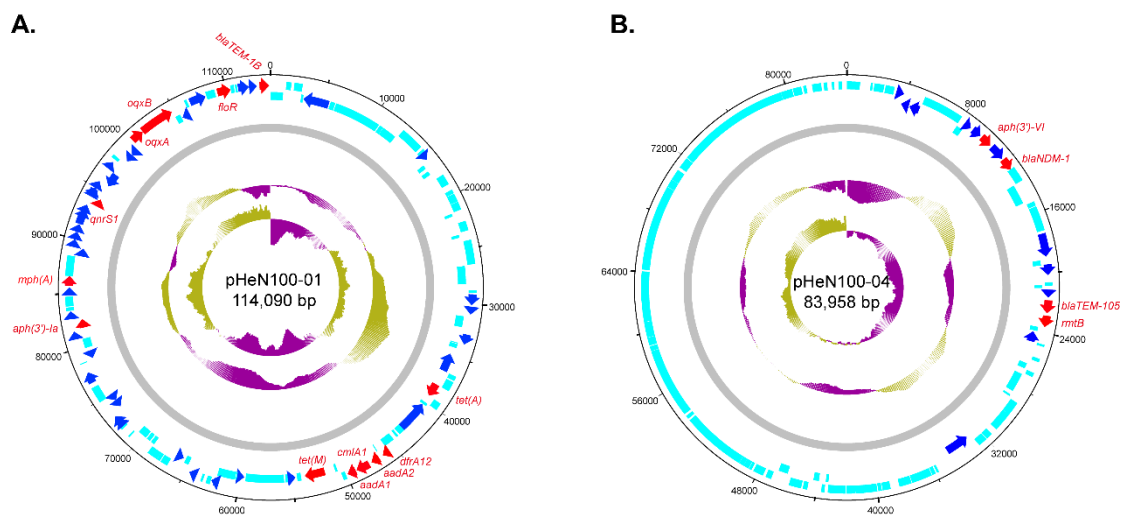 A.
B.
blaTEM-1B
0
110000
10000
oqxB
floR
oqxA
100000
20000
qnrS1
90000
mph(A)
pHeN100-01
114,090 bp
30000
aph(3')-Ia
80000
tet(A)
40000
cmlA1
dfrA12
tet(M)
aadA2
70000
aadA1
50000
60000
0
80000
8000
aph(3')-VI
blaNDM-1
72000
16000
64000
pHeN100-04
83,958 bp
blaTEM-105
rmtB
24000
56000
32000
48000
40000